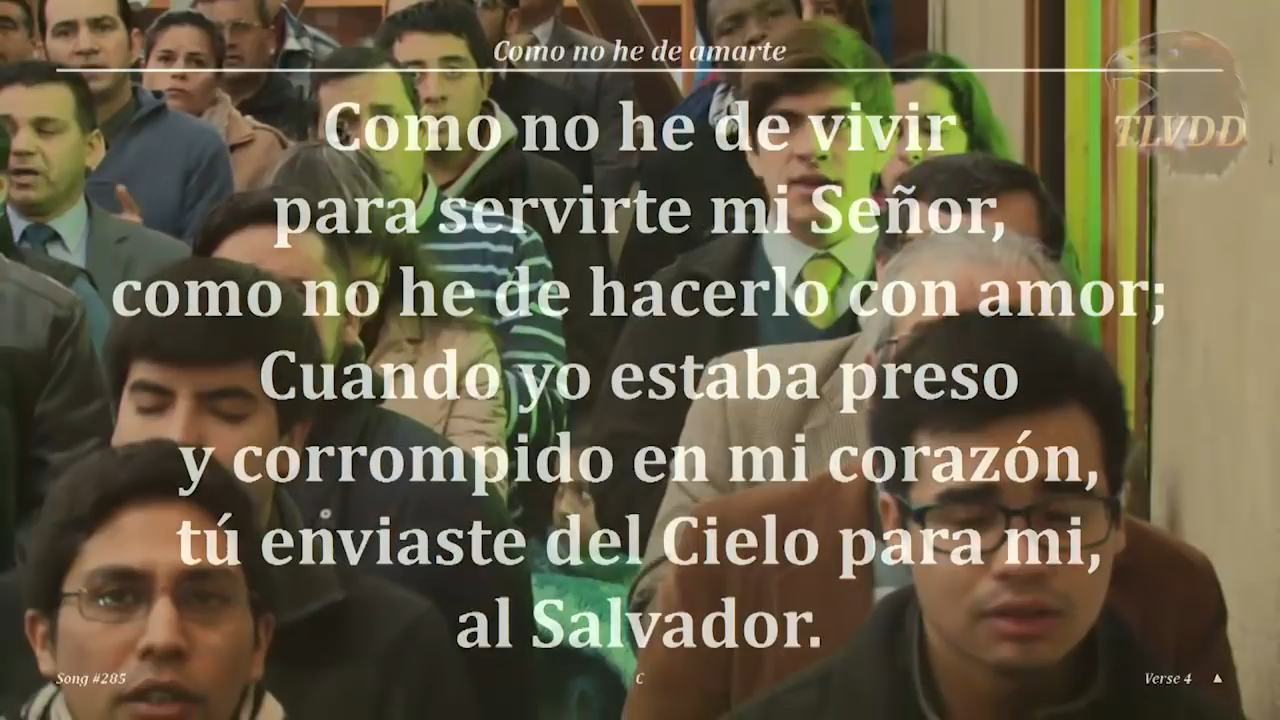 Como no he de amarte
TLVDD
Como no he de vivir
para servirte mi Señor,
como no he de hacerlo con amor;
Cuando yo estaba preso
y corrompido en mi corazón,
tú enviaste del Cielo para mi,
al Salvador.
Song #285
C
Verse 4 ▲